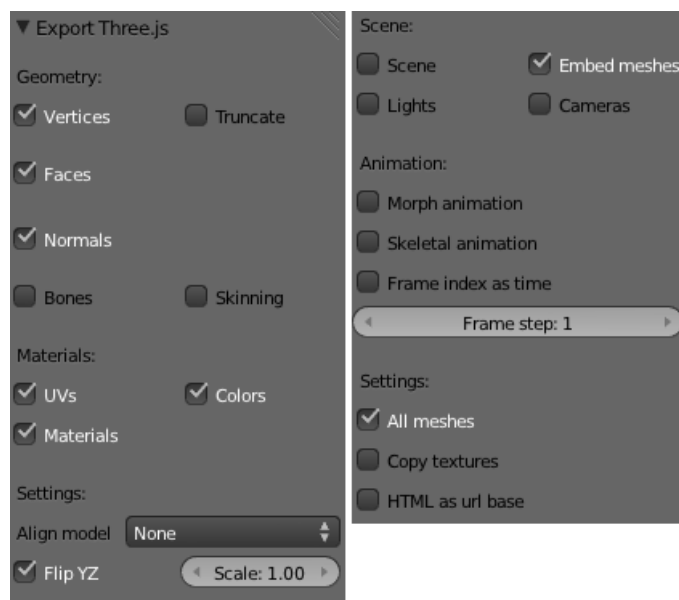 Export Three.js
Geometry:
Vertices Truncate
Faces
Normals
Bones Skinning
Materials:
UVs Colors
Materials
Settings:
Align model None
Flip YZ Scale: 1.00
Scene:
Scene Embed meshes
Lights Cameras
Animation:
Morph animation
Skeletal animation
Frame index as time
Frame step: 1
Settings:
All meshes
Copy textures
HTML as url base